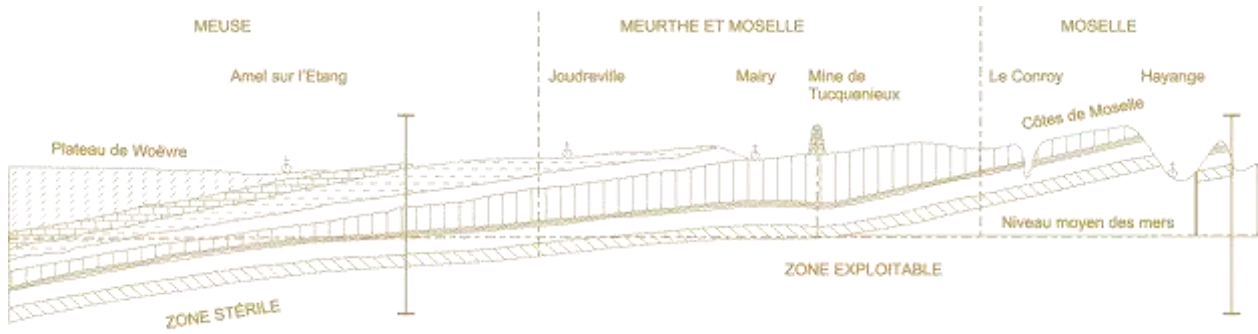 MEUSE
MEURTHE ET MOSELLE
MOSELLE
Amel sur l'Etang
Joudreville
Mairy
Mine de
Tucquenieux
Le Conroy
Hayange
Côtes de Moselle
Plateau de Woëvre
Niveau moyen des mers
ZONE EXPLOITABLE
ZONE STÉRILE